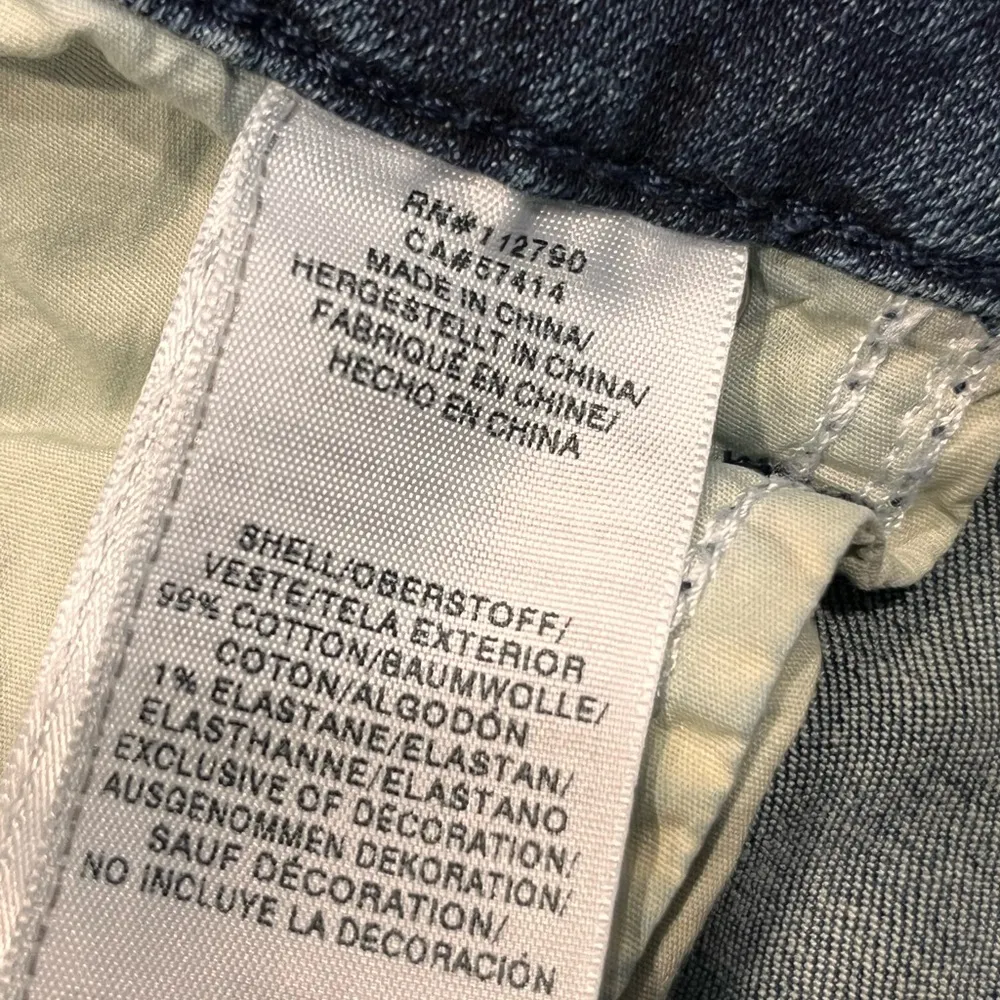 RN# 112790
CA# 57414
MADE IN CHINA/
HERGESTELLT IN CHINA/
FABRIQUÉ EN CHINE/
HECHO EN CHINA
SHELL/OBERSTOFF/
VESTE/TELA EXTERIOR
99% COTTON/BAUMWOLLE/
COTON/ALGODÓN
1% ELASTANE/ELASTAN/
ELASTHANNE/ELASTANO
EXCLUSIVE OF DECORATION/
AUSGENOMMEN DEKORATION/
SAUF DÉCORATION/
NO INCLUYE LA DECORACIÓN